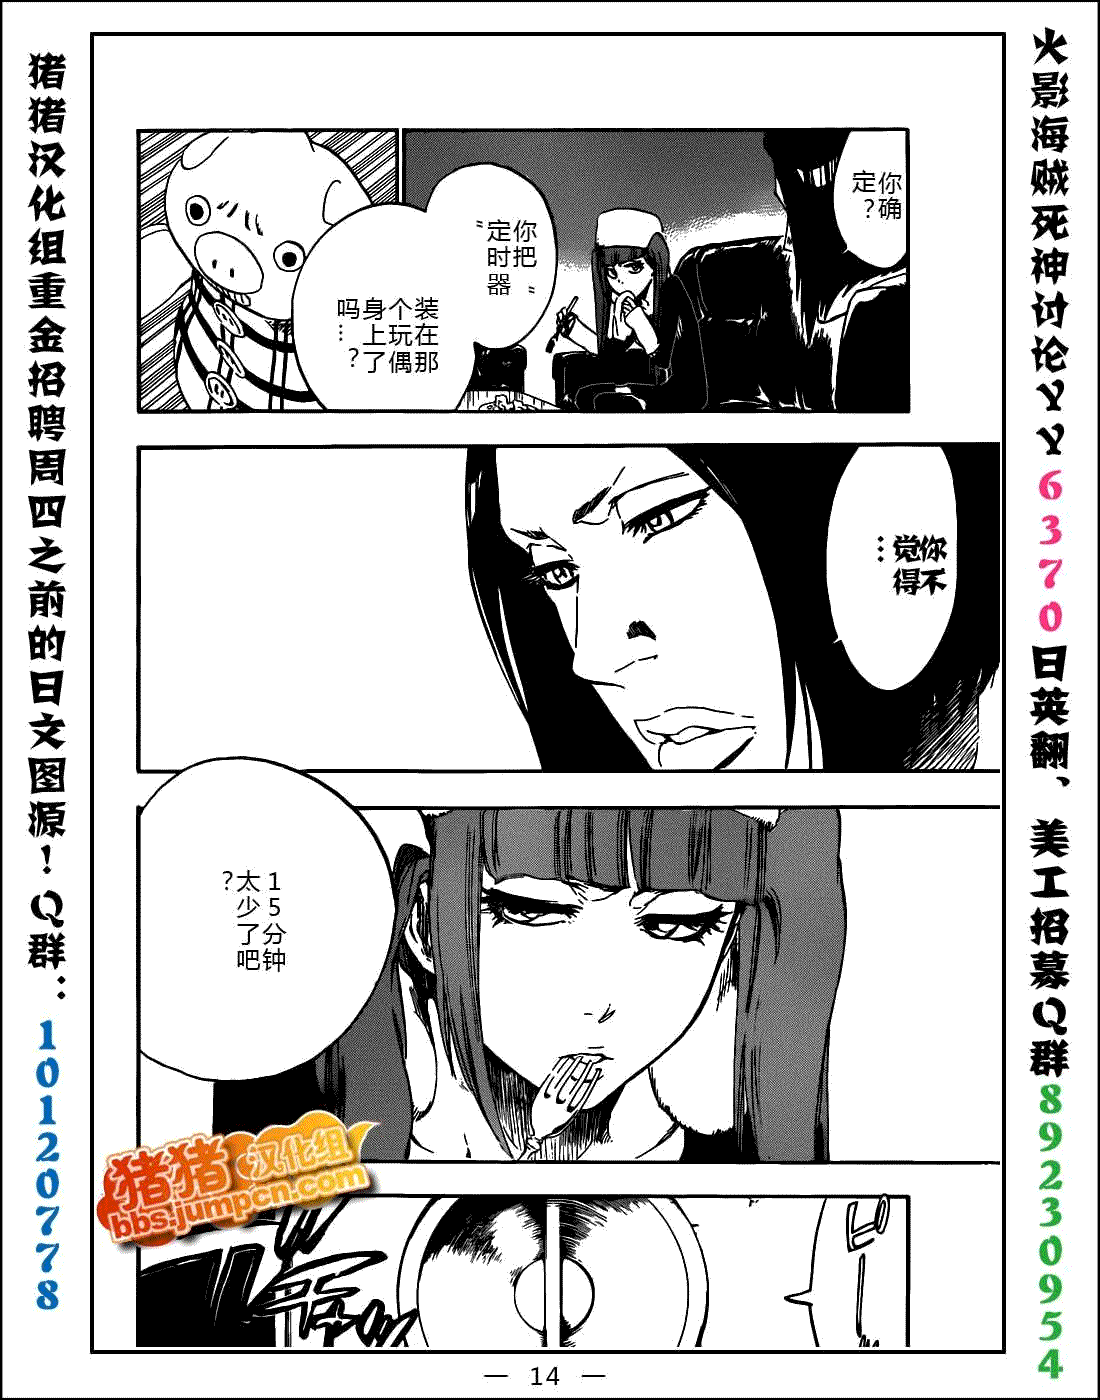 火影海贼死神讨论YY6370日英翻、美工招募Q群89230954
你确
定？
“你把
定时器”
装在那
个玩偶
身上了
吗…？
你不
觉得
…
15分钟
太少了吧
？
猪猪汉化组
bbs.jumpcn.com
— 14 —
猪猪汉化组重金招聘周四之前的日文图源！Q群：101207788